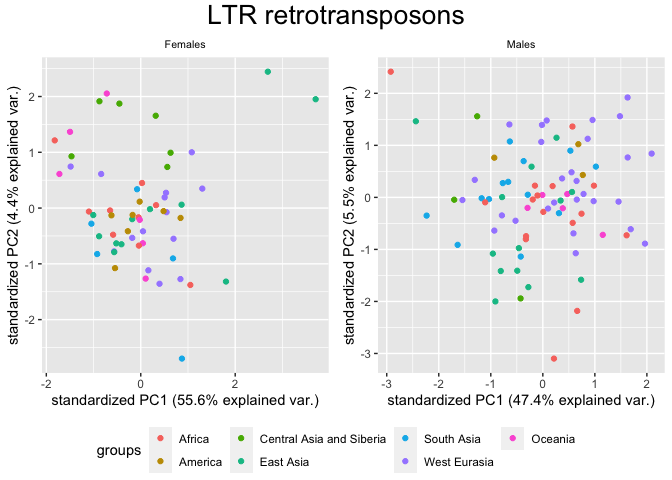 LTR retrotransposons
Females
Males
standardized PC2 (4.4% explained var.)
2
1
0
-1
-2
-2
0
2
standardized PC1 (55.6% explained var.)
standardized PC2 (5.5% explained var.)
2
1
0
-1
-2
-3
-3
-2
-1
0
1
2
standardized PC1 (47.4% explained var.)
groups
Africa
Central Asia and Siberia
South Asia
Oceania
America
East Asia
West Eurasia